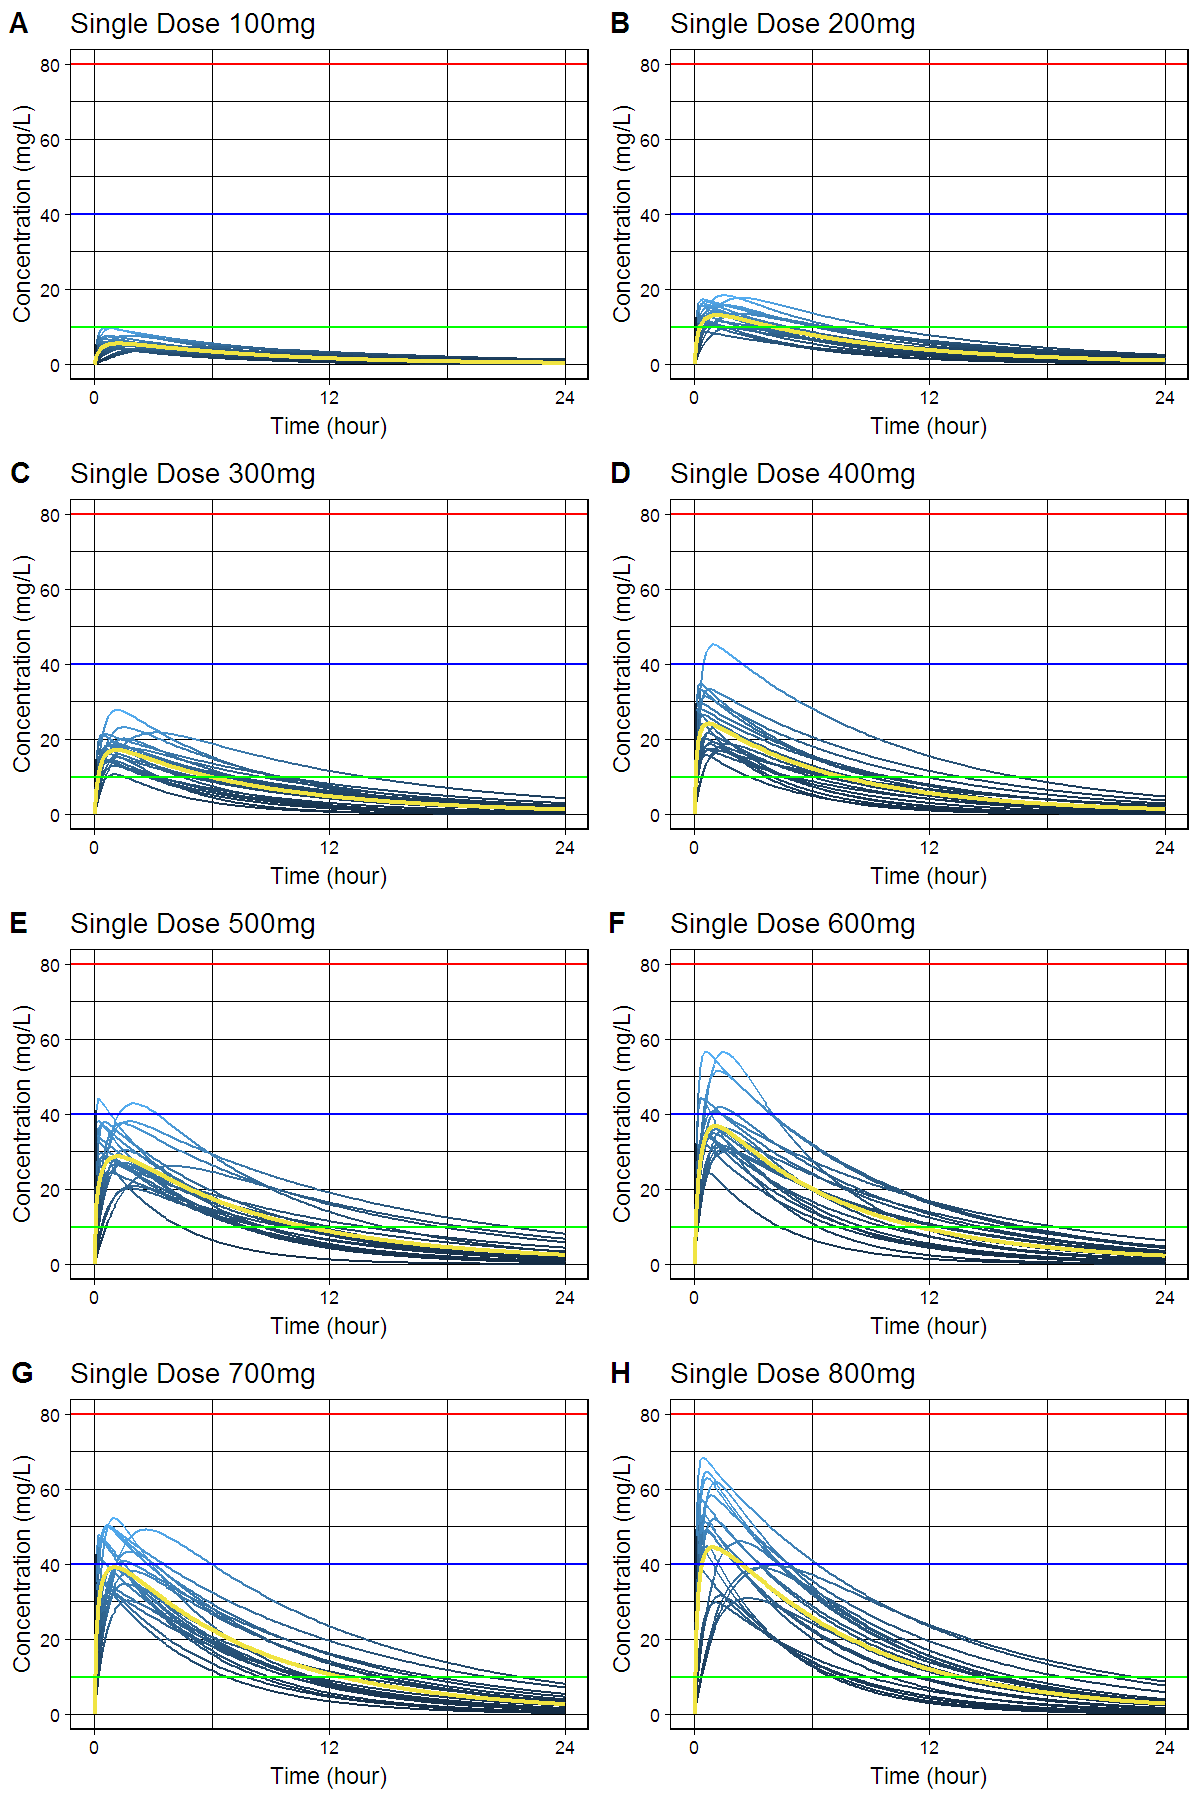 A Single Dose 100mg
Concentration (mg/L)
80
60
40
20
0
0 12 24
Time (hour)
B Single Dose 200mg
Concentration (mg/L)
80
60
40
20
0
0 12 24
Time (hour)
C Single Dose 300mg
Concentration (mg/L)
80
60
40
20
0
0 12 24
Time (hour)
D Single Dose 400mg
Concentration (mg/L)
80
60
40
20
0
0 12 24
Time (hour)
E Single Dose 500mg
Concentration (mg/L)
80
60
40
20
0
0 12 24
Time (hour)
F Single Dose 600mg
Concentration (mg/L)
80
60
40
20
0
0 12 24
Time (hour)
G Single Dose 700mg
Concentration (mg/L)
80
60
40
20
0
0 12 24
Time (hour)
H Single Dose 800mg
Concentration (mg/L)
80
60
40
20
0
0 12 24
Time (hour)